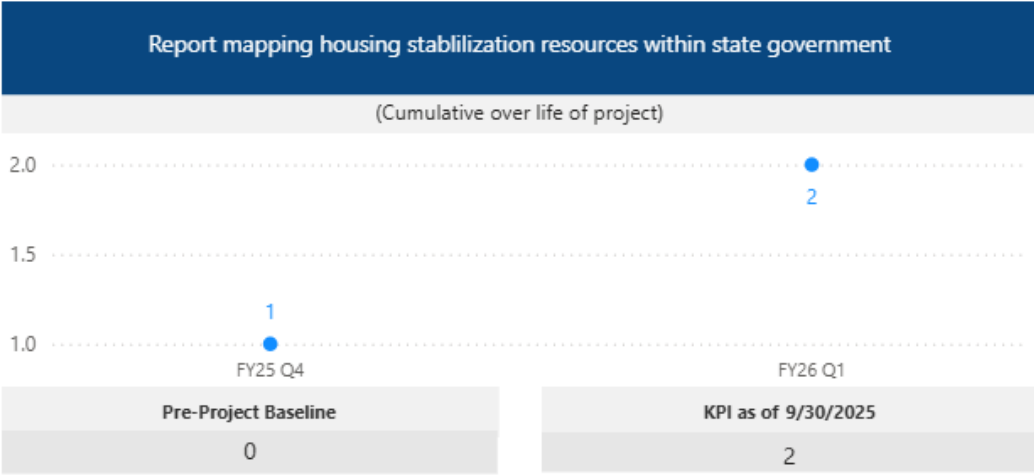 Report mapping housing stablilization resources within state government
(Cumulative over life of project)
2.0
2
1.5
1
1.0
FY25 Q4 FY26 Q1
Pre-Project Baseline KPI as of 9/30/2025
0 2